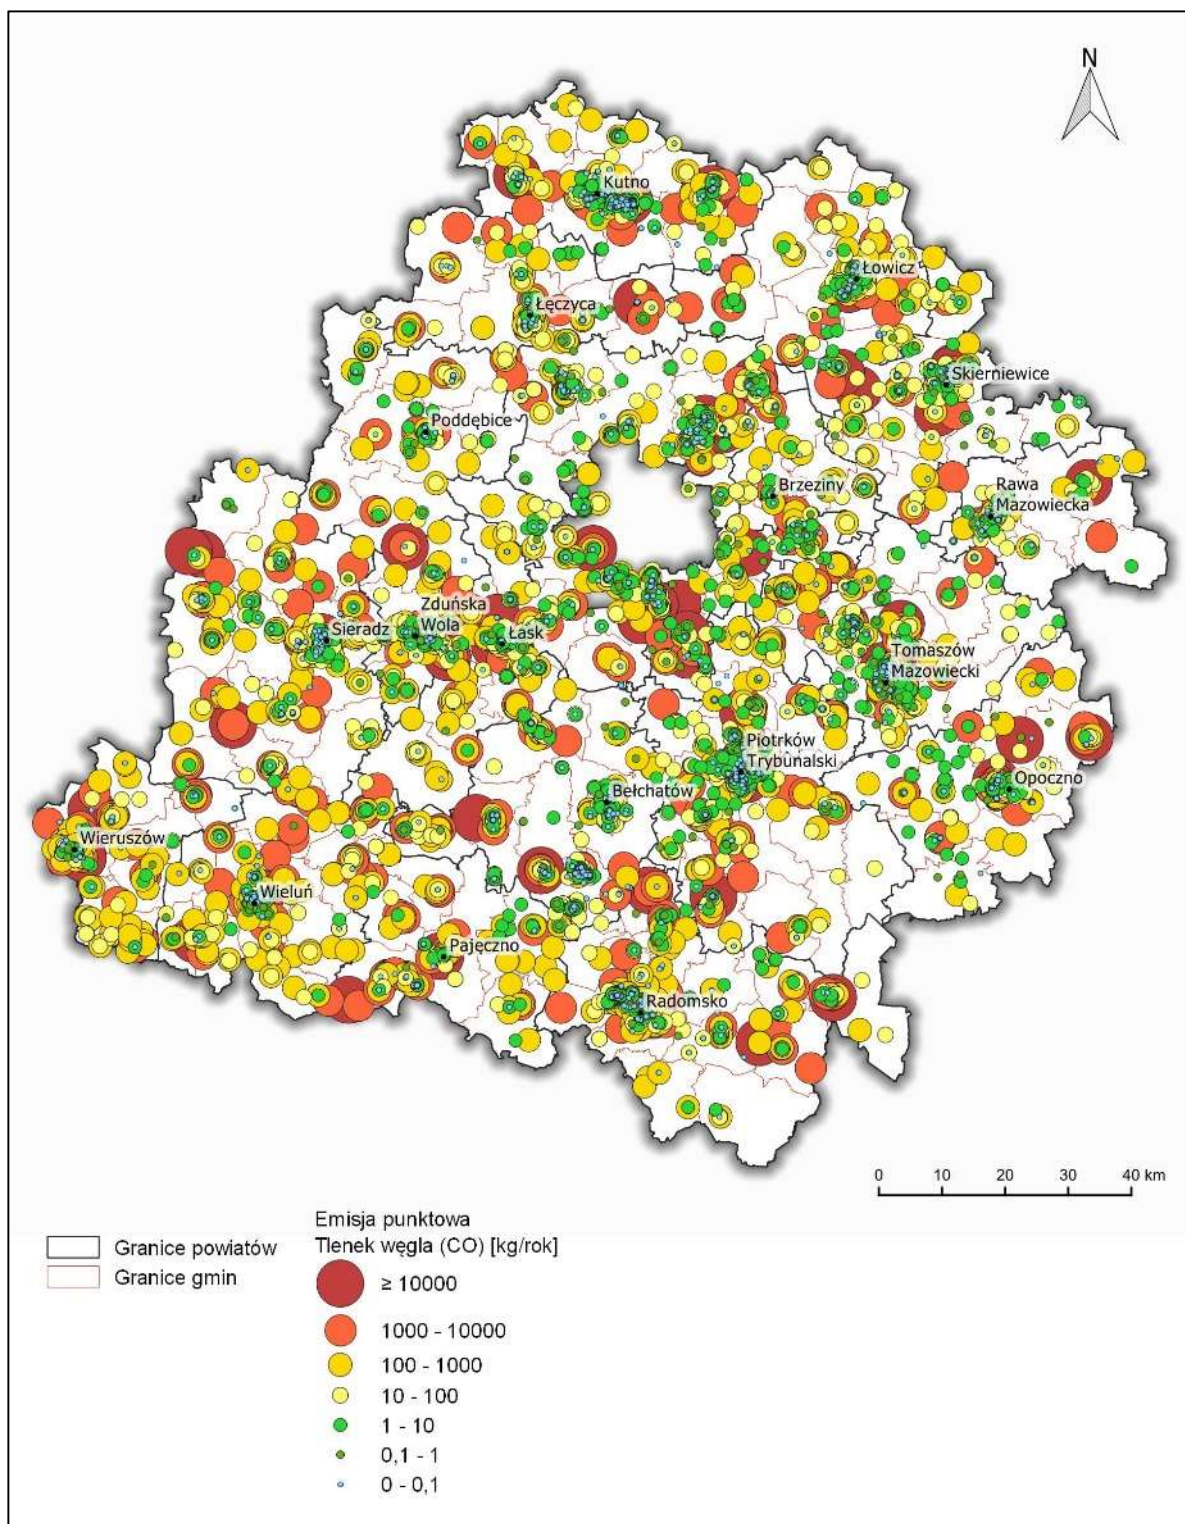 N
Kutno
Łowicz
Łęczyca
Skierniewice
Poddębice
Brzeziny
Rawa
Mazowiecka
Zduńska
Wola
Sieradz
Łask
Tomaszów
Mazowiecki
Piotrków
Trybunalski
Opoczno
Bełchatów
Wieruszów
Wieluń
Pajęczno
Radomsko
0 10 20 30 40 km
Emisja punktowa
Tlenek węgla (CO) [kg/rok]
Granice powiatów
Granice gmin
≥ 10000
1000 - 10000
100 - 1000
10 - 100
1 - 10
0,1 - 1
0 - 0,1